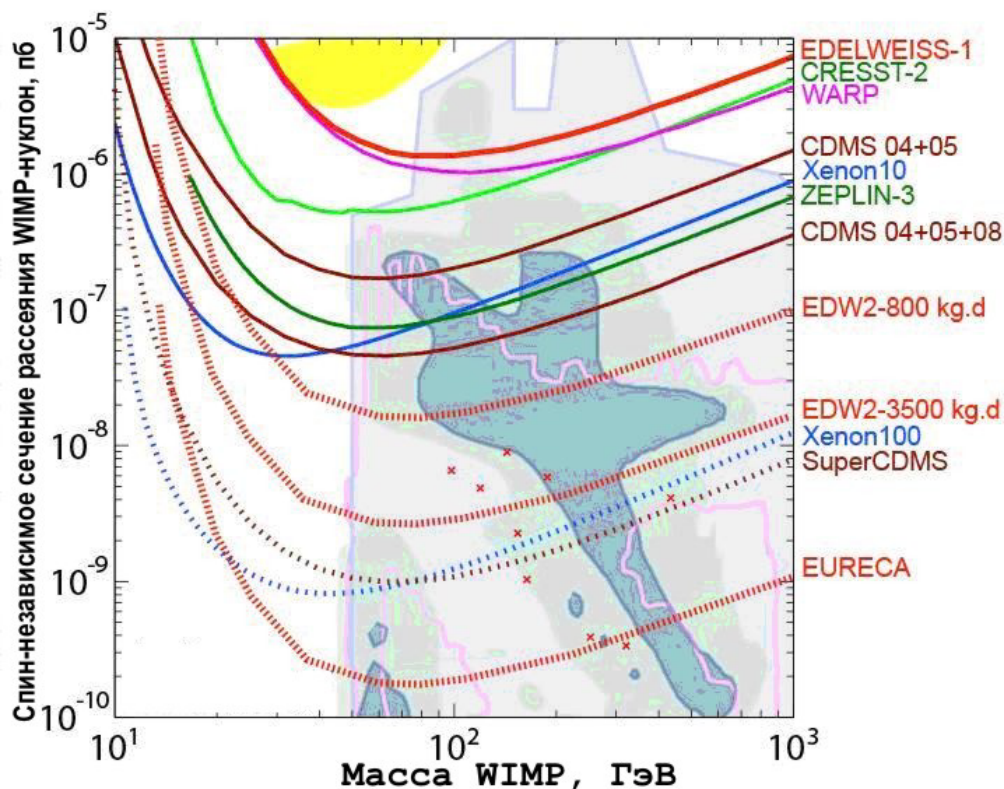 Спин-независимое сечение рассеяния WIMP-нуклон, пб
10-5
10-6
10-7
10-8
10-9
10-10
101
102
103
Масса WIMP, ГэВ
EDELWEISS-1
CRESST-2
WARP
CDMS 04+05
Xenon10
ZEPLIN-3
CDMS 04+05+08
EDW2-800 kg.d
EDW2-3500 kg.d
Xenon100
SuperCDMS
EURECA